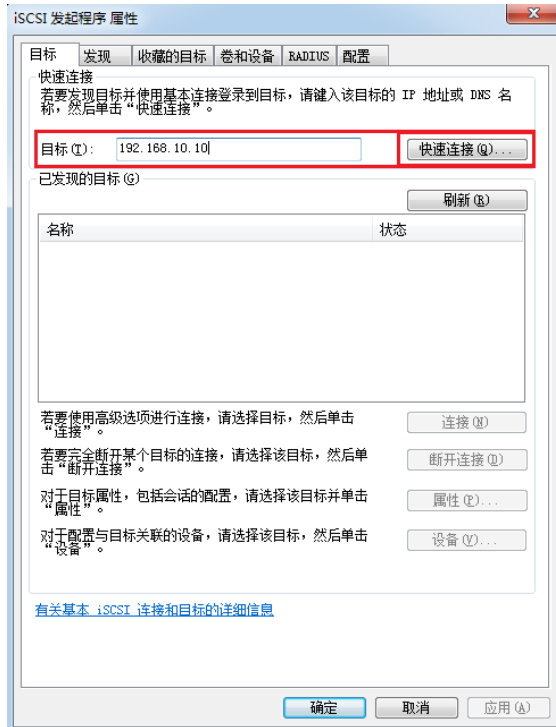 iSCSI 发起程序 属性
目标 发现 收藏的目标 卷和设备 RADIUS 配置
快速连接
若要发现目标并使用基本连接登录到目标，请键入该目标的 IP 地址或 DNS 名
称，然后单击“快速连接”。
目标(T): 192.168.10.10 快速连接(Q)...
已发现的目标(G)
刷新(R)
名称 状态
若要使用高级选项进行连接，请选择目标，然后单击
“连接”。
连接(N)
若要完全断开某个目标的连接，请选择该目标，然后单
击“断开连接”。
断开连接(D)
对于目标属性，包括会话的配置，请选择该目标并单击
“属性”。
属性(P)...
对于配置与目标关联的设备，请选择该目标，然后单击
“设备”。
设备(V)...
有关基本 iSCSI 连接和目标的详细信息
确定 取消 应用(A)